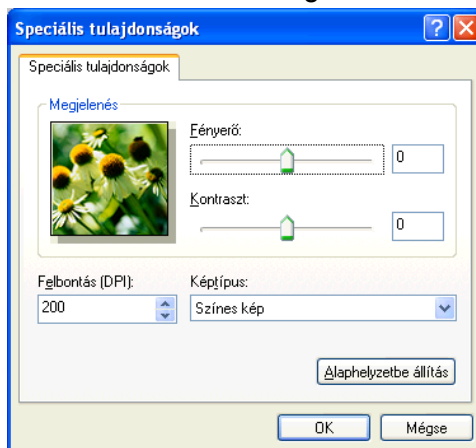 Speciális tulajdonságok
Speciális tulajdonságok
Megjelenés
Fényerő:
0
Kontraszt:
0
Felbontás (DPI):
Képtípus:
200
Színes kép
Alaphelyzetbe állítás
OK
Mégse